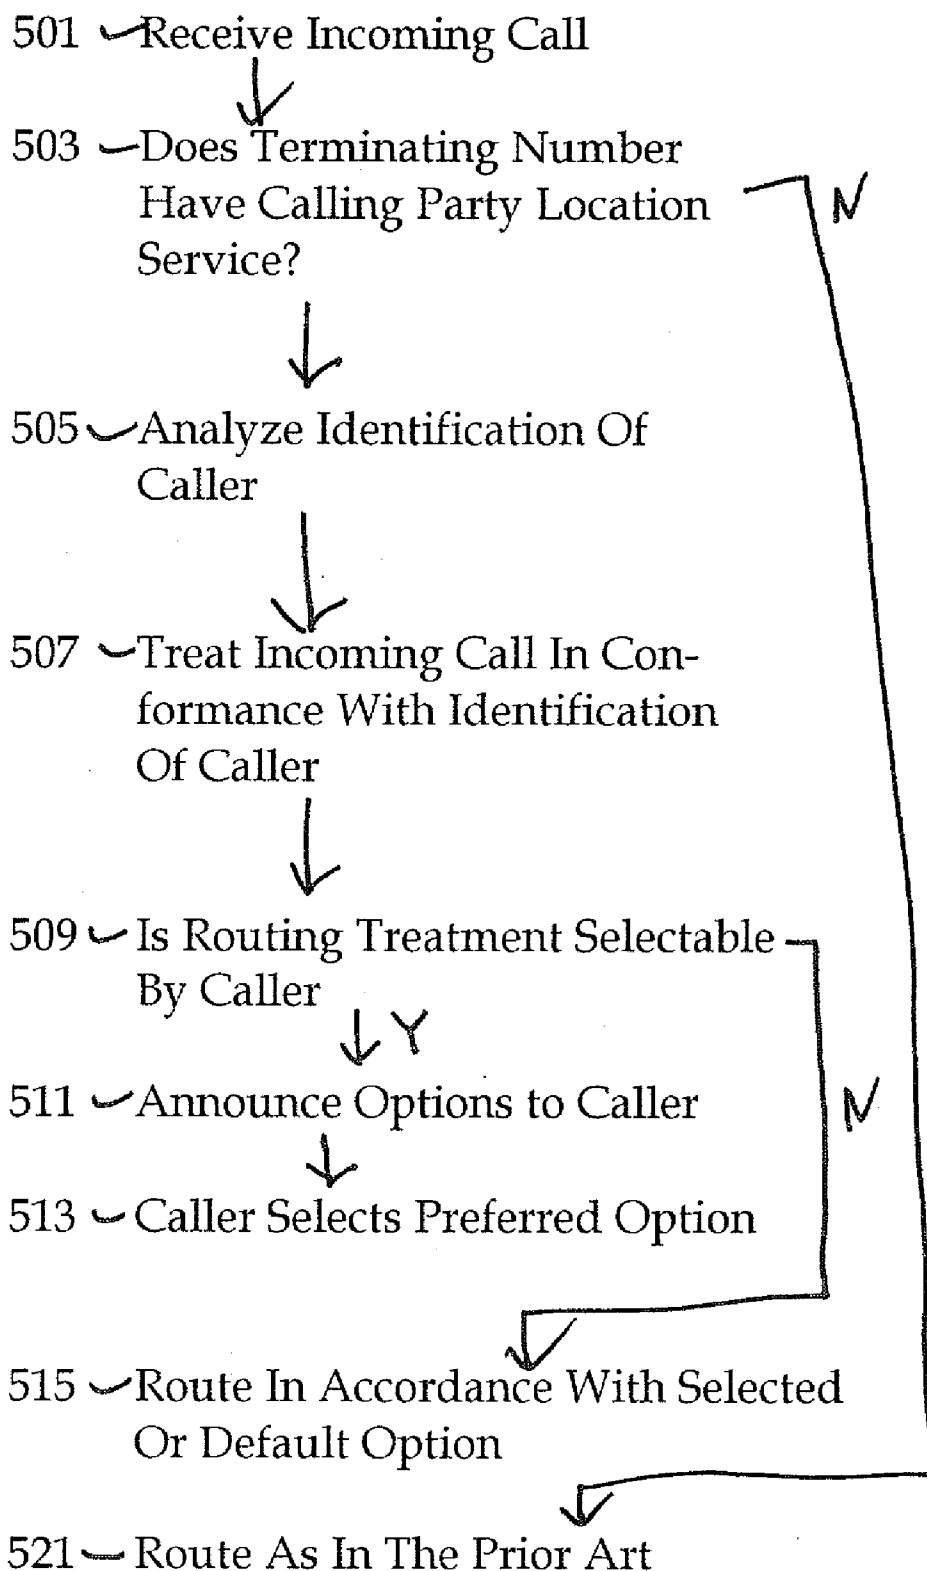 501 Receive Incoming Call
503 Does Terminating Number
Have Calling Party Location
Service?
N
505 Analyze Identification Of
Caller
507 Treat Incoming Call In Con-
formance With Identification
Of Caller
509 Is Routing Treatment Selectable
By Caller
Y
511 Announce Options to Caller
N
513 Caller Selects Preferred Option
515 Route In Accordance With Selected
Or Default Option
521 Route As In The Prior Art